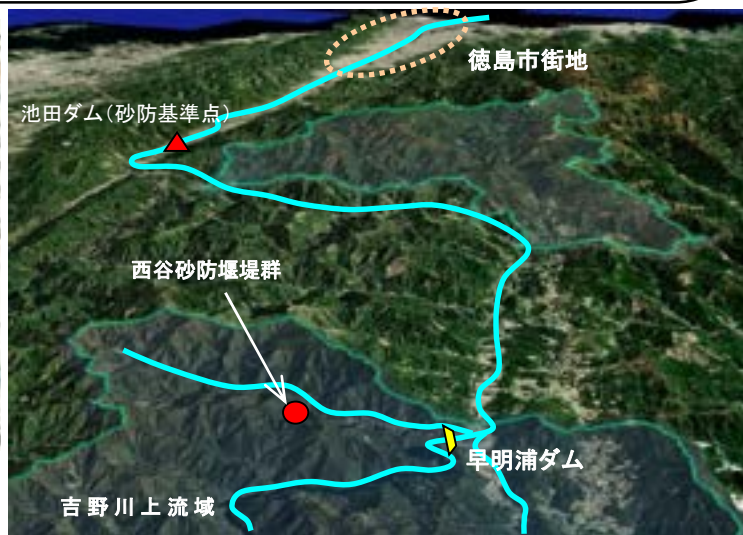 徳島市街地
池田ダム(砂防基準点)
西谷砂防堰堤群
早明浦ダム
吉野川上流域